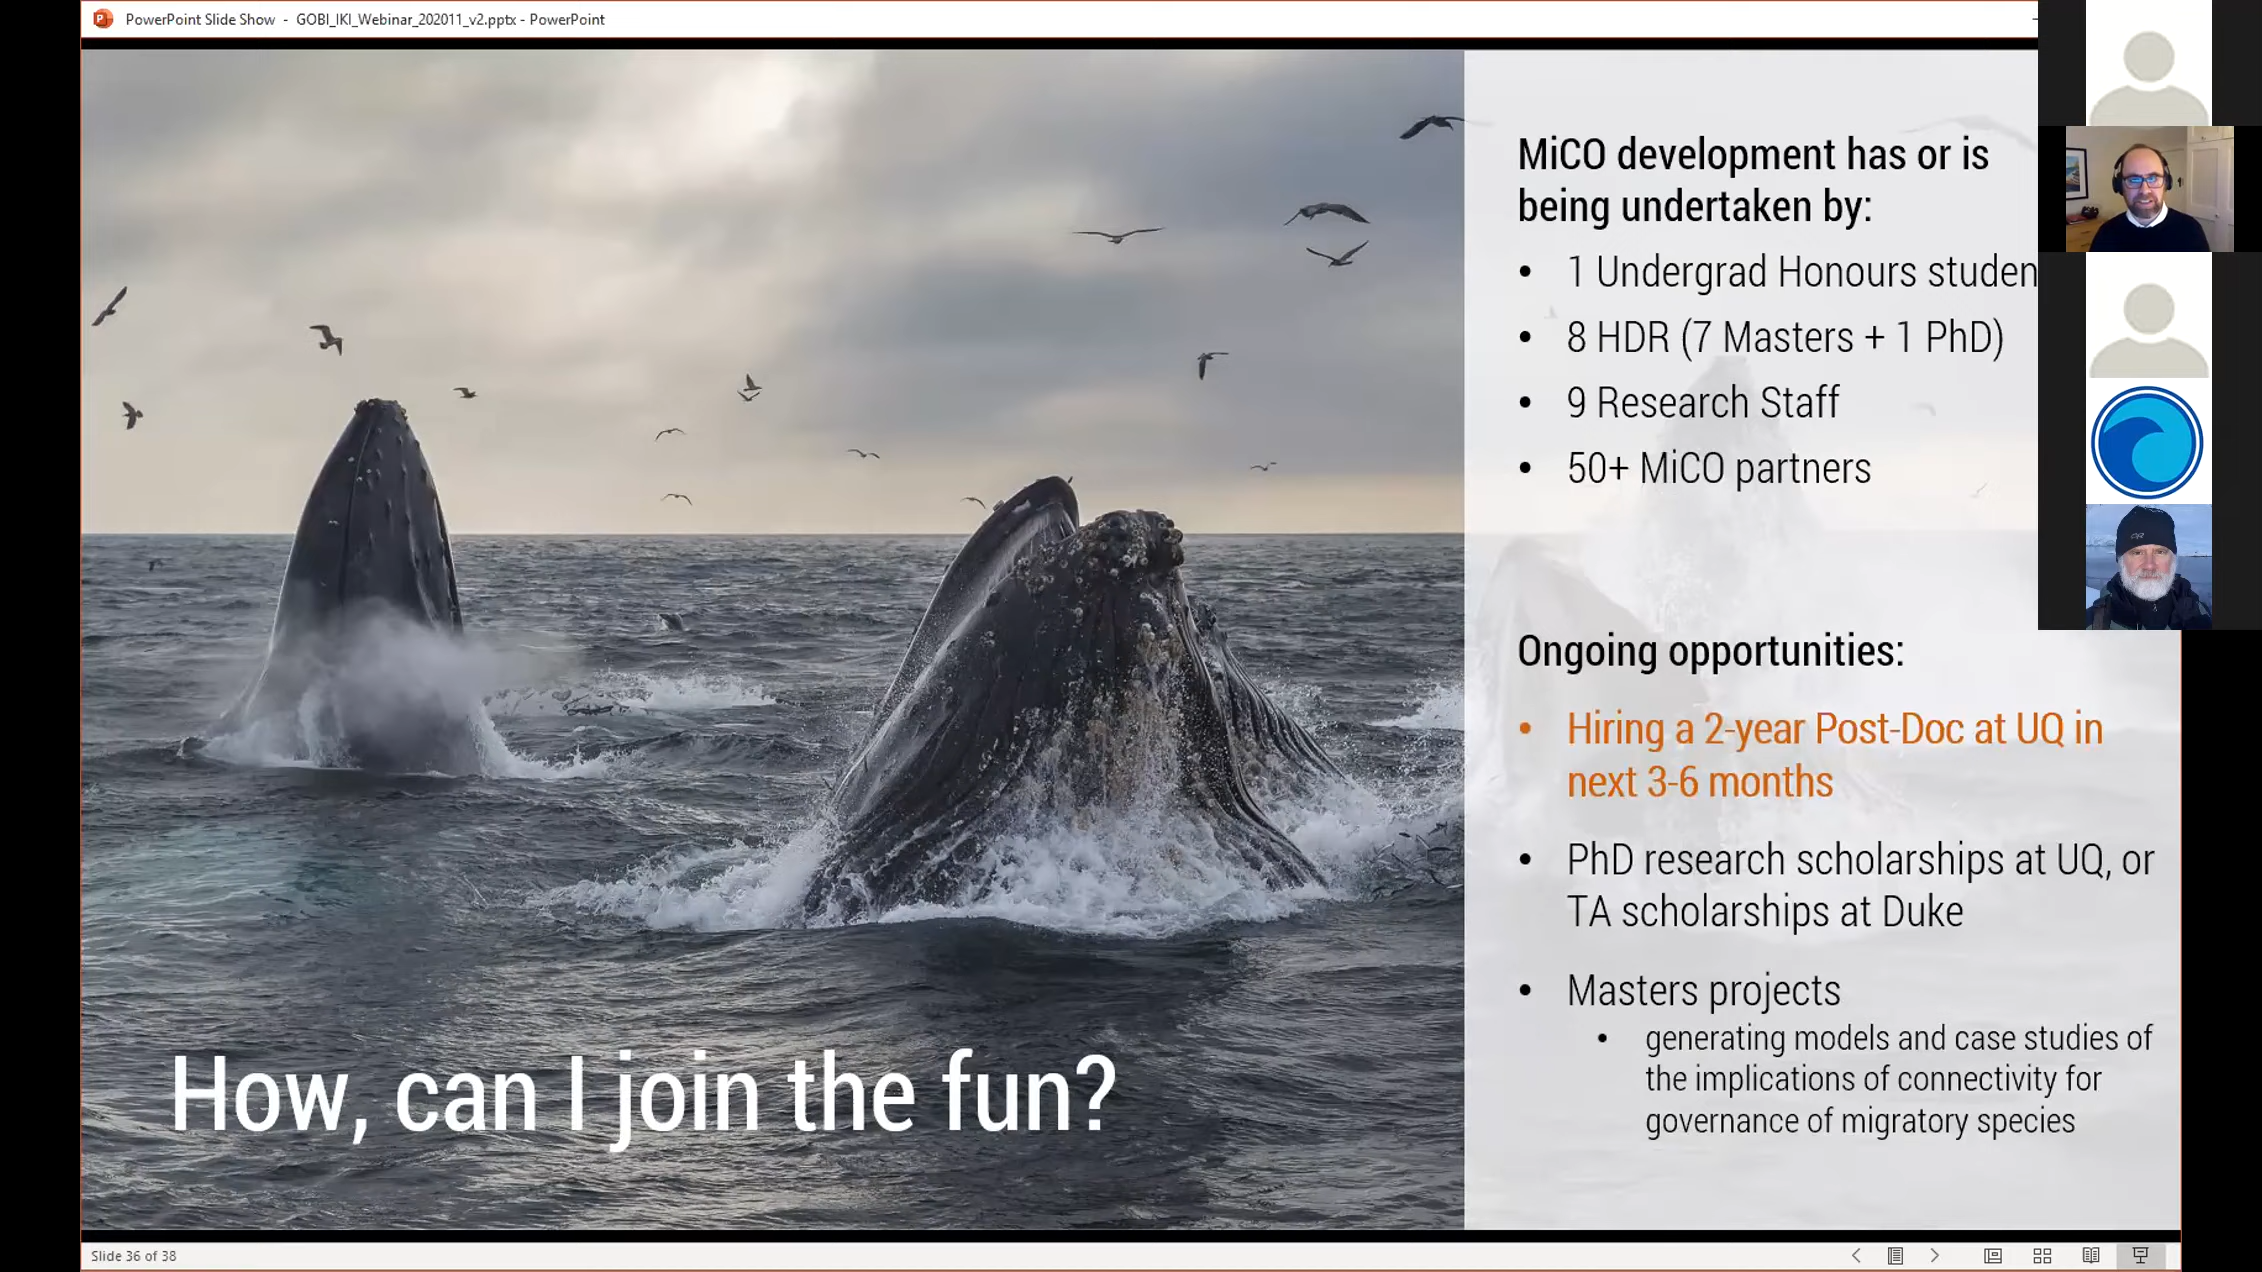 PowerPoint Slide Show - GOBI_IKI_Webinar_202011_v2.pptx - PowerPoint
MiCO development has or is
being undertaken by:
• 1 Undergrad Honours studen
• 8 HDR (7 Masters + 1 PhD)
• 9 Research Staff
• 50+ MiCO partners
Ongoing opportunities:
• Hiring a 2-year Post-Doc at UQ in
next 3-6 months
• PhD research scholarships at UQ, or
TA scholarships at Duke
• Masters projects
• generating models and case studies of
the implications of connectivity for
governance of migratory species
How, can I join the fun?
Slide 36 of 38
OR